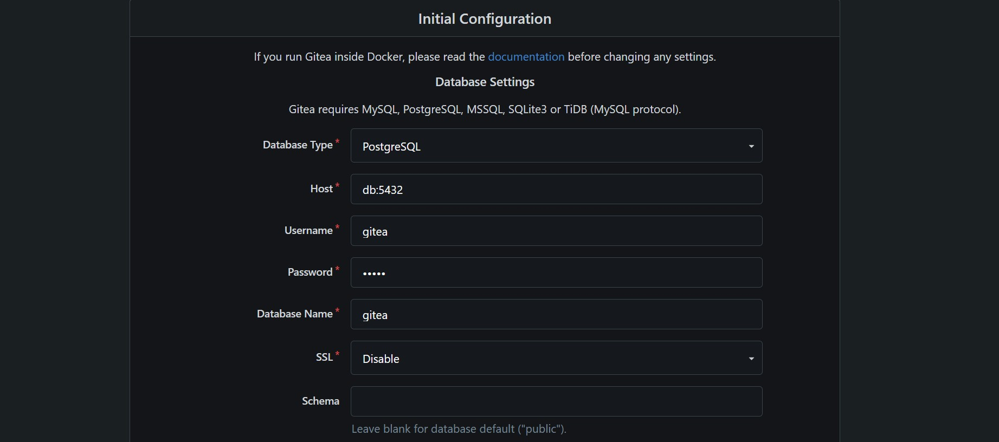 Initial Configuration
If you run Gitea inside Docker, please read the documentation before changing any settings.
Database Settings
Gitea requires MySQL, PostgreSQL, MSSQL, SQLite3 or TiDB (MySQL protocol).
Database Type * PostgreSQL
Host * db:5432
Username * gitea
Password * •••••
Database Name * gitea
SSL * Disable
Schema
Leave blank for database default ("public").